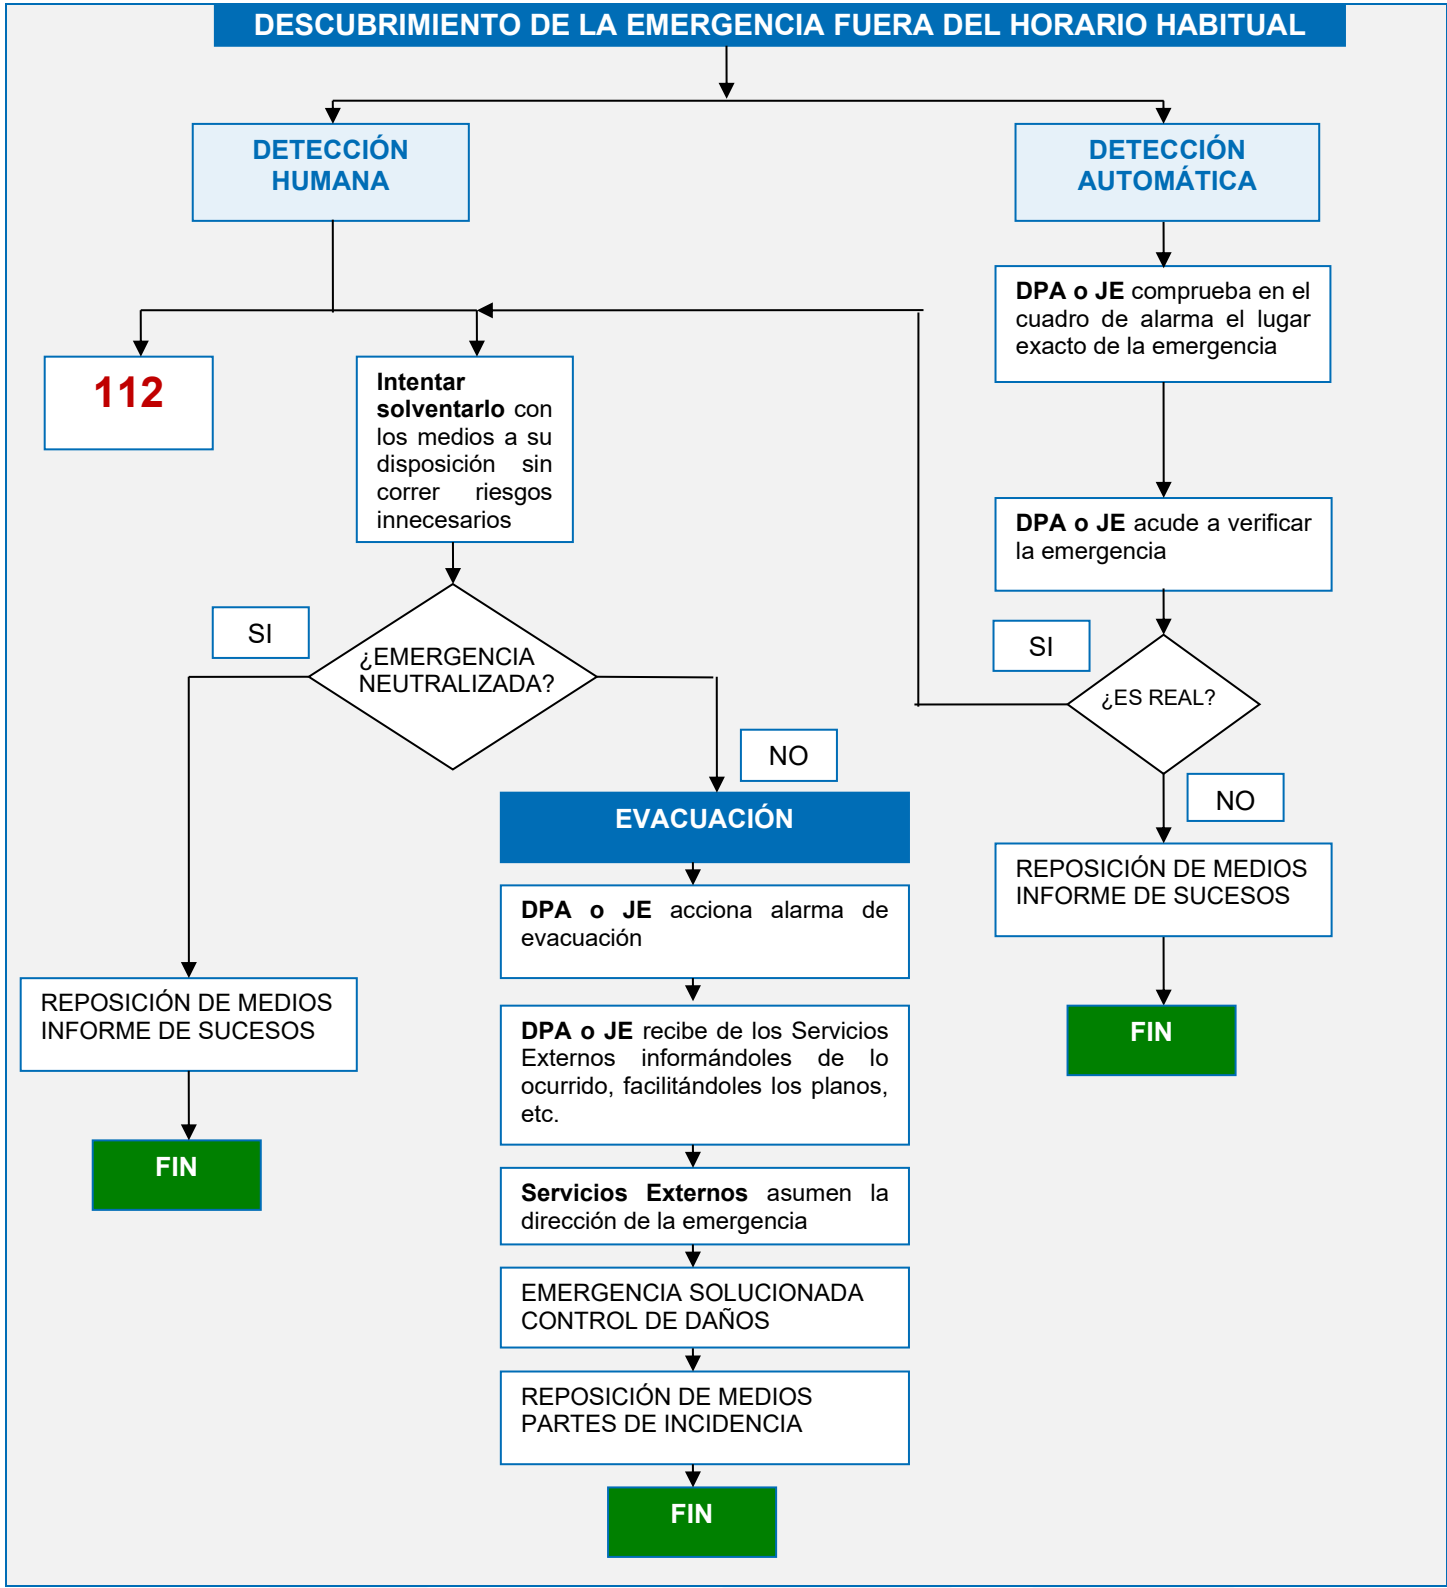 DESCUBRIMIENTO DE LA EMERGENCIA FUERA DEL HORARIO HABITUAL
DETECCIÓN
HUMANA
DETECCIÓN
AUTOMÁTICA
DPA o JE comprueba en el
cuadro de alarma el lugar
exacto de la emergencia
112
Intentar
solventarlo con
los medios a su
disposición sin
correr riesgos
innecesarios
DPA o JE acude a verificar
la emergencia
SI
¿EMERGENCIA
NEUTRALIZADA?
NO
SI
¿ES REAL?
NO
EVACUACIÓN
DPA o JE acciona alarma de
evacuación
REPOSICIÓN DE MEDIOS
INFORME DE SUCESOS
FIN
REPOSICIÓN DE MEDIOS
INFORME DE SUCESOS
FIN
DPA o JE recibe de los Servicios
Externos informándoles de lo
ocurrido, facilitándoles los planos,
etc.
Servicios Externos asumen la
dirección de la emergencia
EMERGENCIA SOLUCIONADA
CONTROL DE DAÑOS
REPOSICIÓN DE MEDIOS
PARTES DE INCIDENCIA
FIN